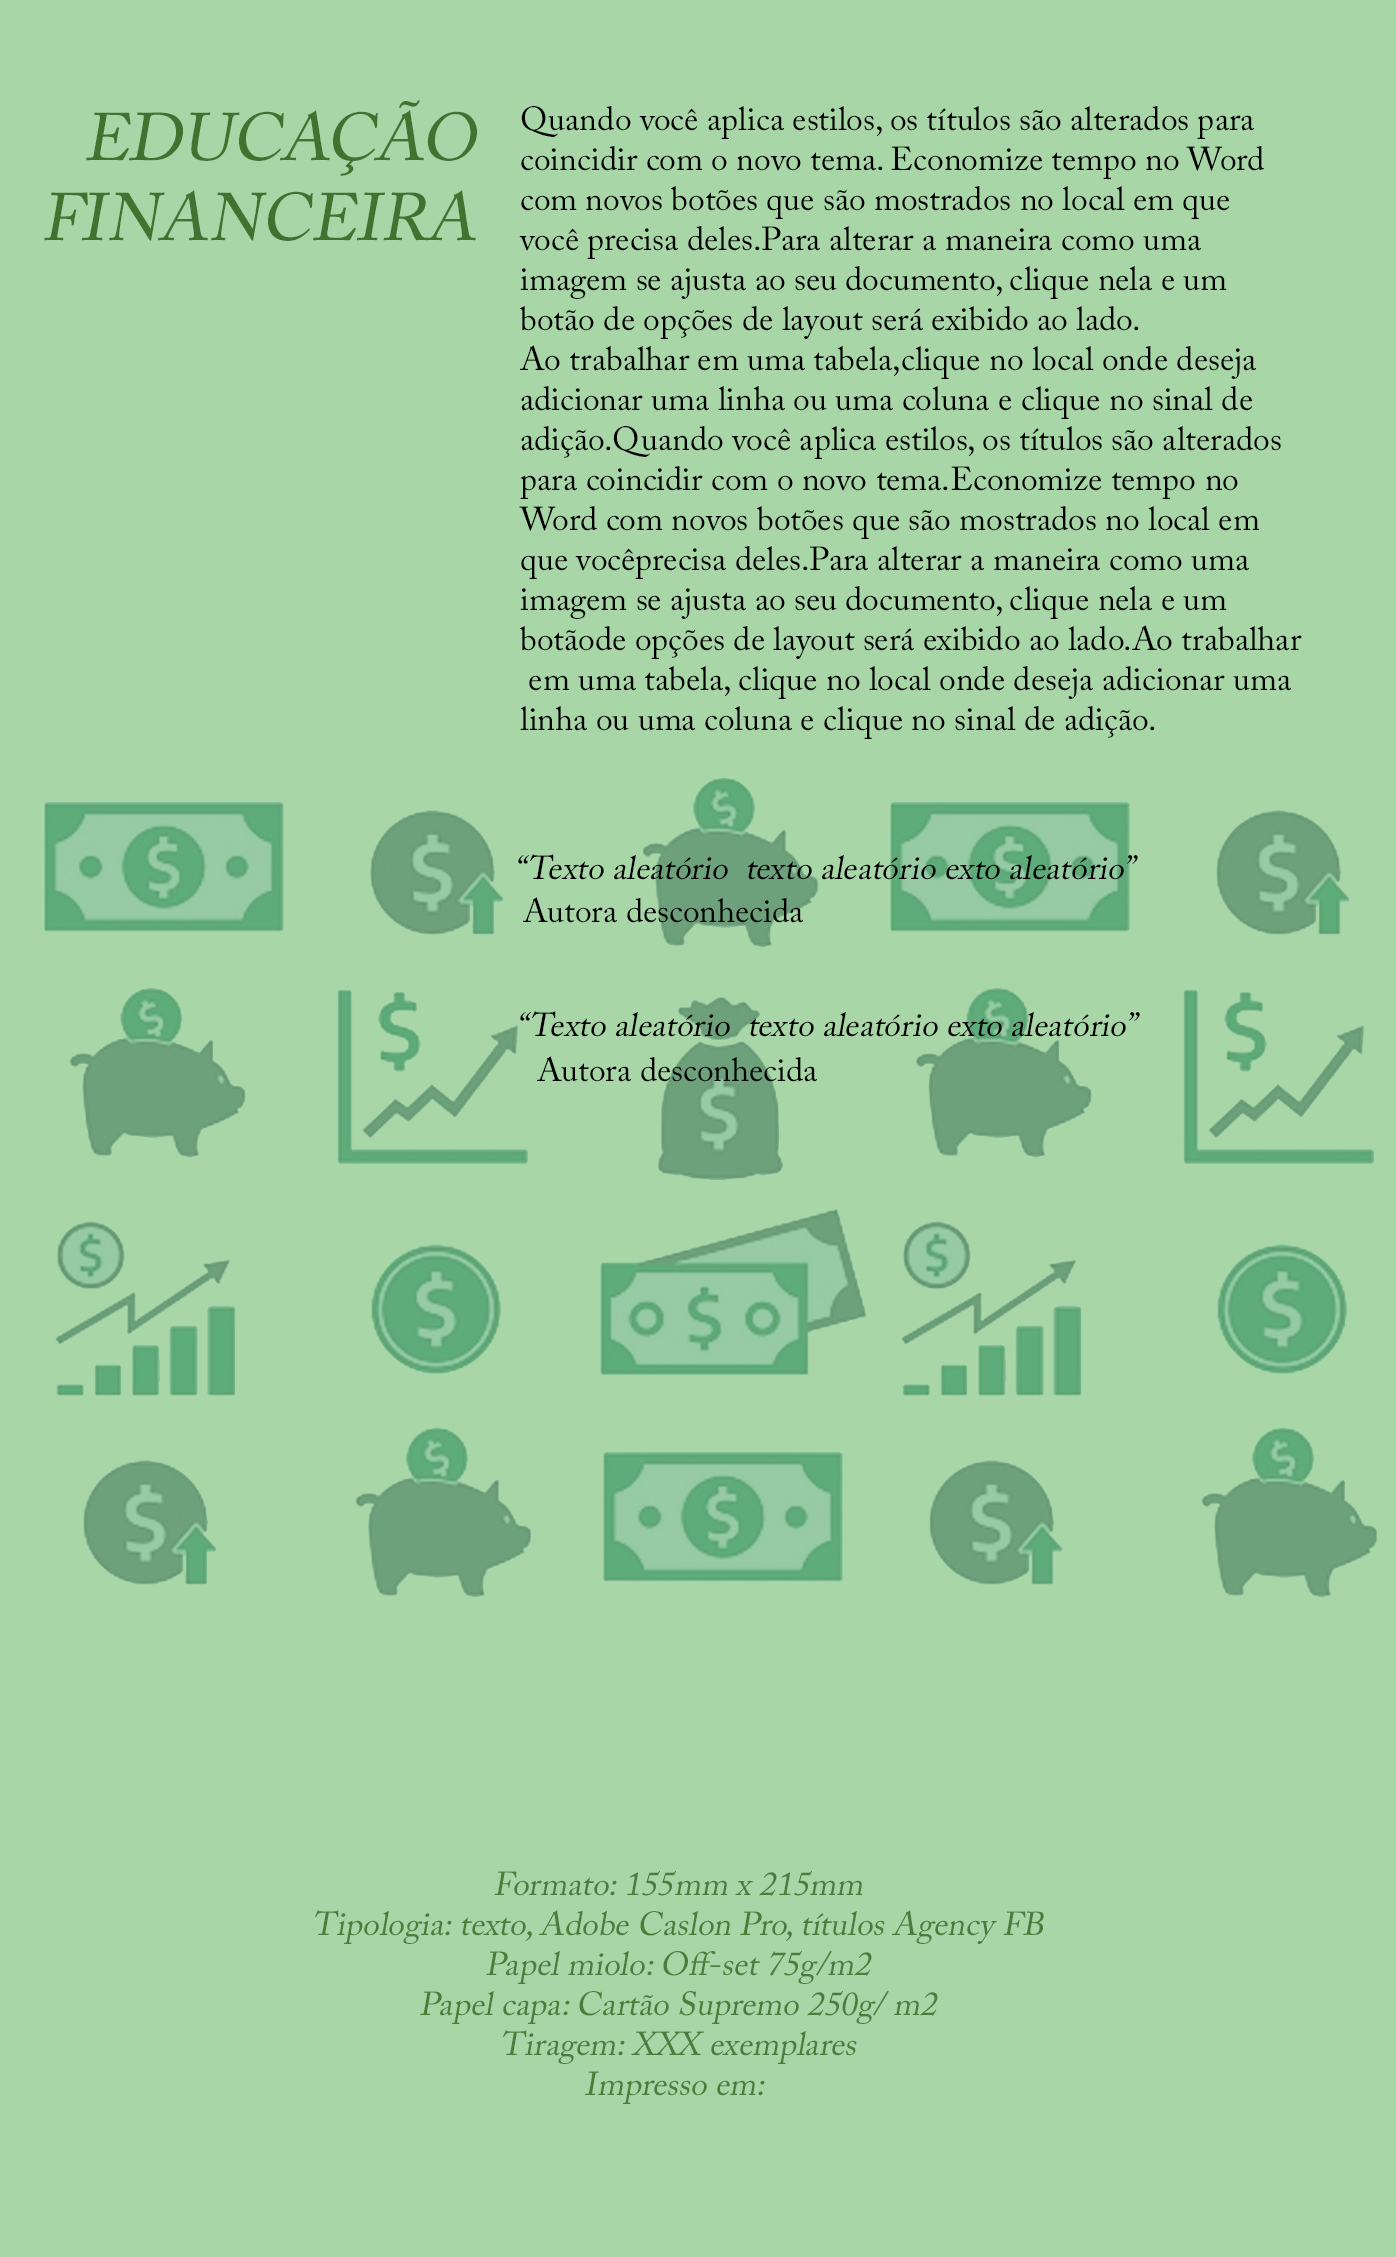 EDUCAÇÃO
FINANCEIRA
Quando você aplica estilos, os títulos são alterados para
coincidir com o novo tema. Economize tempo no Word
com novos botões que são mostrados no local em que
você precisa deles.Para alterar a maneira como uma
imagem se ajusta ao seu documento, clique nela e um
botão de opções de layout será exibido ao lado.
Ao trabalhar em uma tabela,clique no local onde deseja
adicionar uma linha ou uma coluna e clique no sinal de
adição.Quando você aplica estilos, os títulos são alterados
para coincidir com o novo tema.Economize tempo no
Word com novos botões que são mostrados no local em
que vocêprecisa deles.Para alterar a maneira como uma
imagem se ajusta ao seu documento, clique nela e um
botãode opções de layout será exibido ao lado.Ao trabalhar
em uma tabela, clique no local onde deseja adicionar uma
linha ou uma coluna e clique no sinal de adição.
“Texto aleatório  texto aleatório exto aleatório”
Autora desconhecida
“Texto aleatório  texto aleatório exto aleatório”
Autora desconhecida
Formato: 155mm x 215mm
Tipologia: texto, Adobe Caslon Pro, títulos Agency FB
Papel miolo: Off-set 75g/m2
Papel capa: Cartão Supremo 250g/ m2
Tiragem: XXX exemplares
Impresso em: